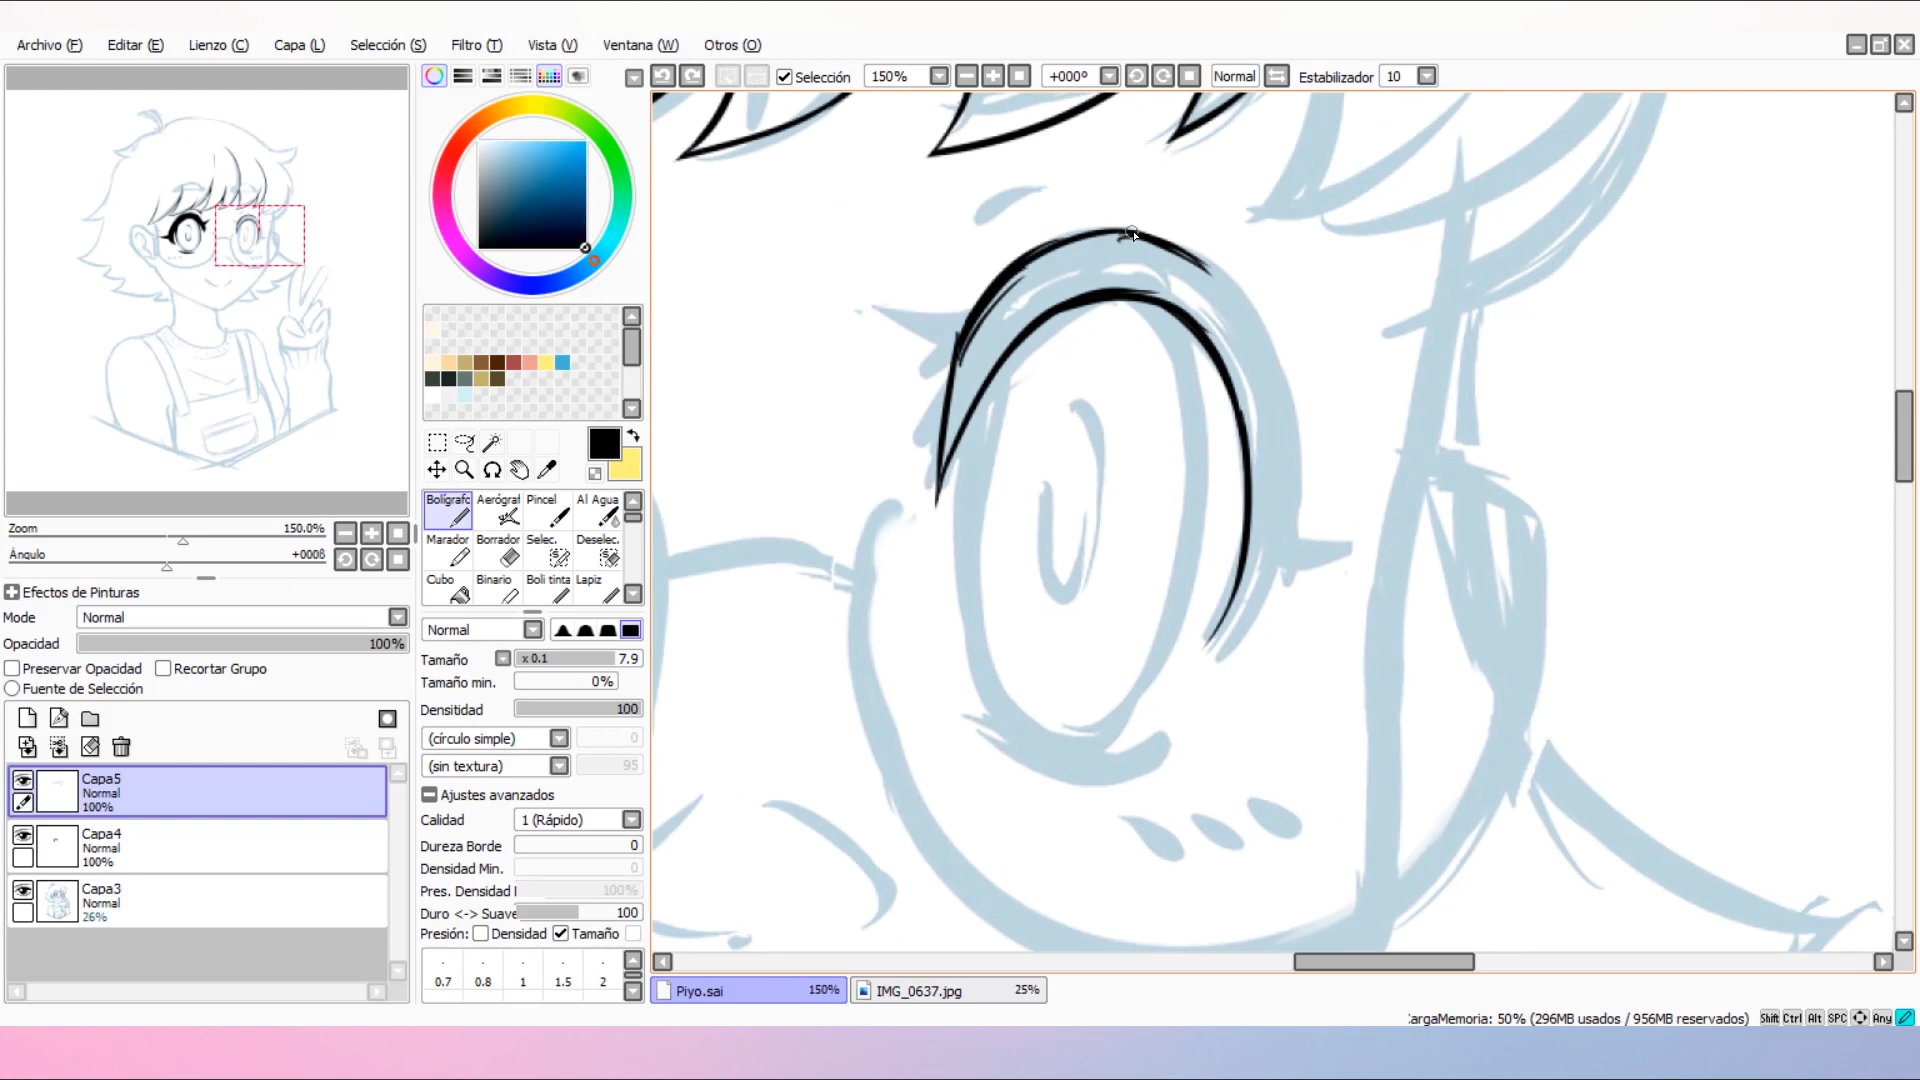 Archivo (F) Editar (E) Lienzo (C) Capa (L) Selección (S) Filtro (T) Vista (V) Ventana (W) Otros (O)
Selección 150% +000º Normal Estabilizador 10
Zoom 150.0%
Ángulo +000ß
Efectos de Pinturas
Mode Normal
Opacidad 100%
Preservar Opacidad Recortar Grupo
Fuente de Selección
Capa5
Normal
100%
Capa4
Normal
100%
Capa3
Normal
26%
Bolígrafc Aerógraf Pincel Al Agua
Marador Borrador Selec. Deselec.
Cubo Binario Boli tinta Lapiz
Normal
Tamaño x 0.1 7.9
Tamaño min. 0%
Densitidad 100
(círculo simple) 0
(sin textura) 95
Ajustes avanzados
Calidad 1 (Rápido)
Dureza Borde 0
Densidad Min. 0
Pres. Densidad I 100%
Duro <-> Suave 100
Presión: Densidad Tamaño
0.7 0.8 1 1.5 2
Piyo.sai 150% IMG_0637.jpg 25%
:argaMemoria: 50% (296MB usados / 956MB reservados) Shift Ctrl Alt SPC Any